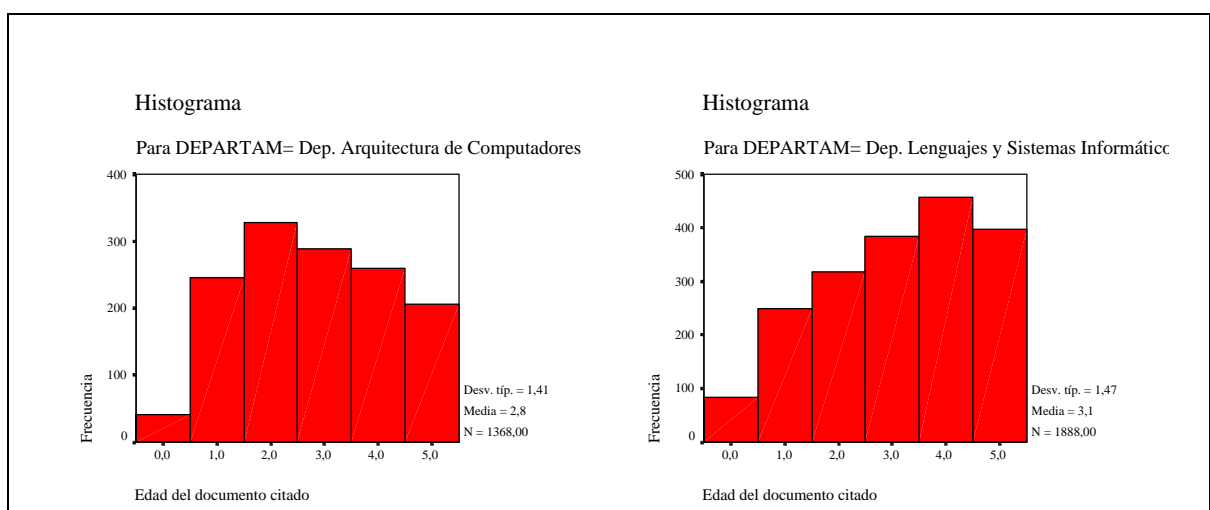 Histograma
Para DEPARTAM= Dep. Arquitectura de Computadores
400
300
200
100
0
Frecuencia
0,0 1,0 2,0 3,0 4,0 5,0
Edad del documento citado
Desv. típ. = 1,41
Media = 2,8
N = 1368,00
Histograma
Para DEPARTAM= Dep. Lenguajes y Sistemas Informático
500
400
300
200
100
0
Frecuencia
0,0 1,0 2,0 3,0 4,0 5,0
Edad del documento citado
Desv. típ. = 1,47
Media = 3,1
N = 1888,00